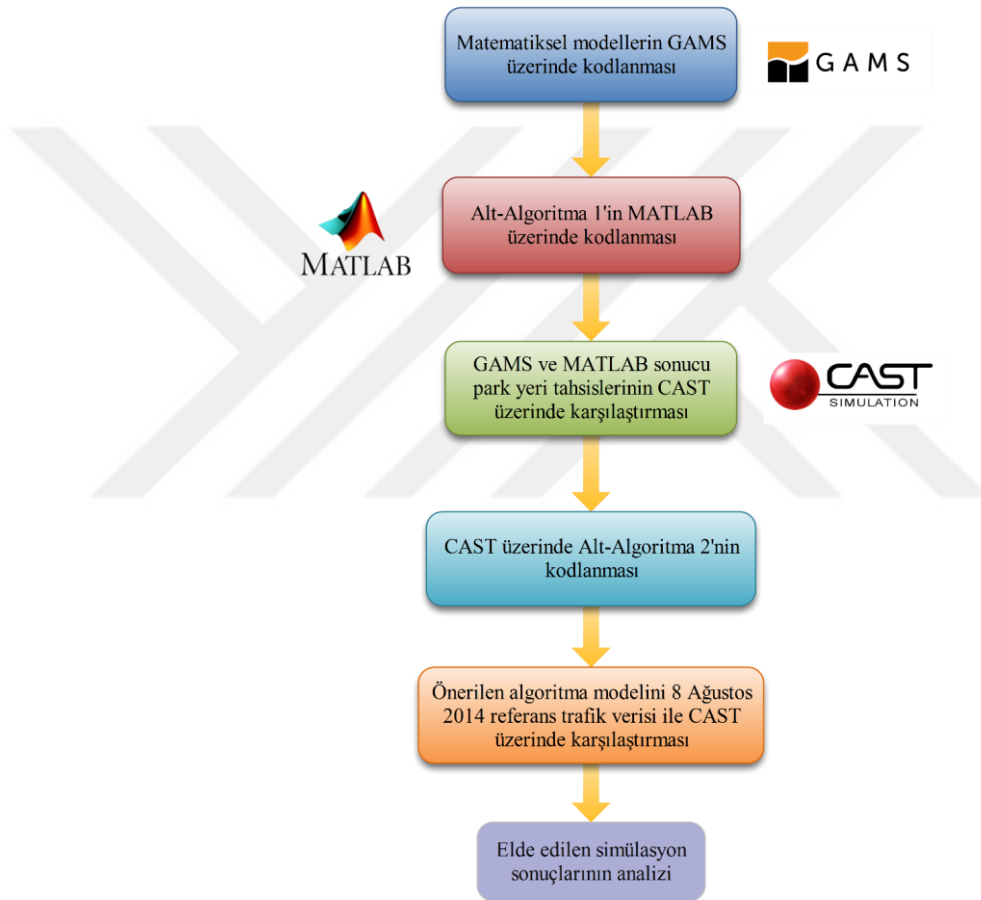 Matematiksel modellerin GAMS
üzerinde kodlanması
GAMS
Alt-Algoritma 1'in MATLAB
üzerinde kodlanması
MATLAB
GAMS ve MATLAB sonucu
park yeri tahsislerinin CAST
üzerinde karşılaştırması
CAST
SIMULATION
CAST üzerinde Alt-Algoritma 2'nin
kodlanması
Önerilen algoritma modelini 8 Ağustos
2014 referans trafik verisi ile CAST
üzerinde karşılaştırması
Elde edilen simülasyon
sonuçlarının analizi